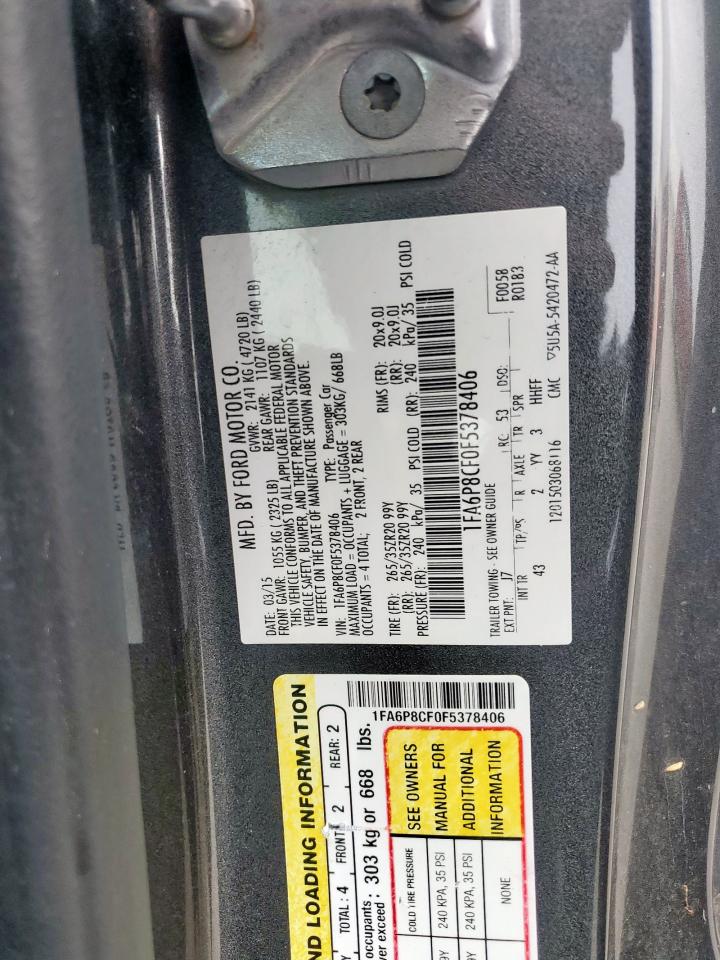 MFD. BY FORD MOTOR CO.
DATE: 03/15 GVWR: 2141 KG (4720 LB)
FRONT GAWR: 1055 KG (2325 LB) REAR GAWR: 1107 KG (2440 LB)
THIS VEHICLE CONFORMS TO ALL APPLICABLE FEDERAL MOTOR
VEHICLE SAFETY, BUMPER, AND THEFT PREVENTION STANDARDS
IN EFFECT ON THE DATE OF MANUFACTURE SHOWN ABOVE.
VIN: 1FA6P8CF0F5378406 TYPE: Passenger Car
MAXIMUM LOAD = OCCUPANTS + LUGGAGE = 303KG/ 668LB
OCCUPANTS = 4 TOTAL; 2 FRONT, 2 REAR
TIRE (FR): 265/35ZR20 99Y RIMS (FR): 20x9.0J
(RR): 265/35ZR20 99Y (RR): 20x9.0J
PRESSURE (FR): 240 kPa/ 35 PSI COLD (RR): 240 kPa/ 35 PSI COLD
1FA6P8CF0F5378406
TRAILER TOWING - SEE OWNER GUIDE F0058
EXT PNT: J7 RC: 53 DSO: R0183
INT TR TP/PS R AXLE TR SPR
43 2 YY 3 HHFF
1201503068116 CMC 5U5A-5420472-AA
ND LOADING INFORMATION
TOTAL : 4 FRONT: 2 REAR: 2
occupants :
ver exceed : 303 kg or 668 lbs.
1FA6P8CF0F5378406
COLD TIRE PRESSURE
240 KPA, 35 PSI
240 KPA, 35 PSI
NONE
SEE OWNERS
MANUAL FOR
ADDITIONAL
INFORMATION
9Y
9Y